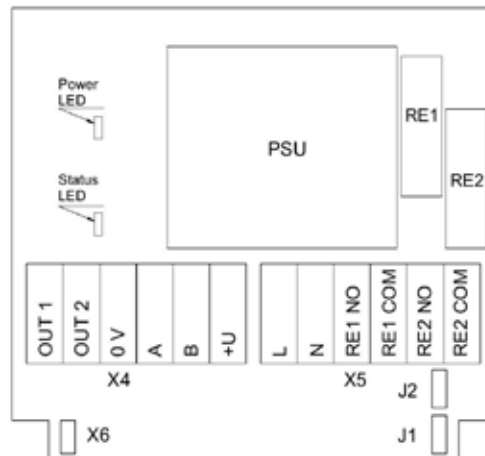 Power
LED
RE1
PSU
RE2
Status
LED
OUT 1
OUT 2
0 V
A
B
+U
L
N
RE1 NO
RE1 COM
RE2 NO
RE2 COM
X4
X5
J2
X6
J1